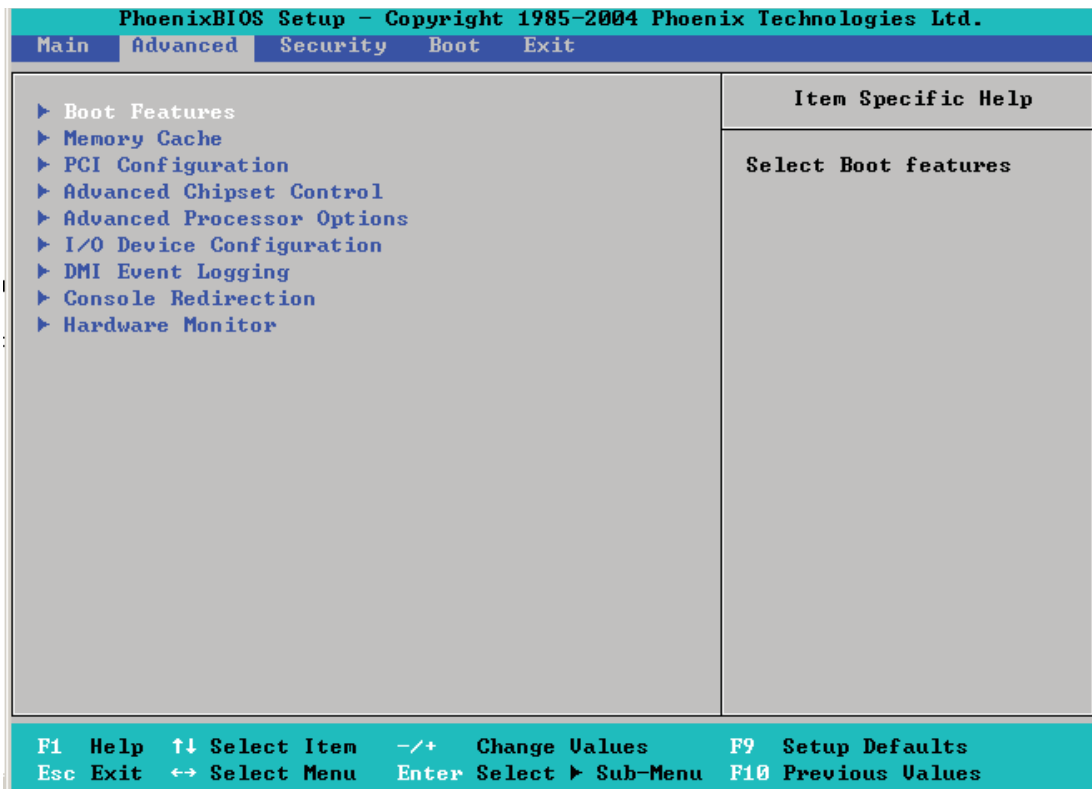 PhoenixBIOS Setup – Copyright 1985–2004 Phoenix Technologies Ltd.
Main Advanced Security Boot Exit
▶ Boot Features
▶ Memory Cache
▶ PCI Configuration
▶ Advanced Chipset Control
▶ Advanced Processor Options
▶ I/O Device Configuration
▶ DMI Event Logging
▶ Console Redirection
▶ Hardware Monitor
Item Specific Help
Select Boot features
F1 Help ↑↓ Select Item -/+ Change Values F9 Setup Defaults
Esc Exit ↔ Select Menu Enter Select ▶ Sub-Menu F10 Previous Values